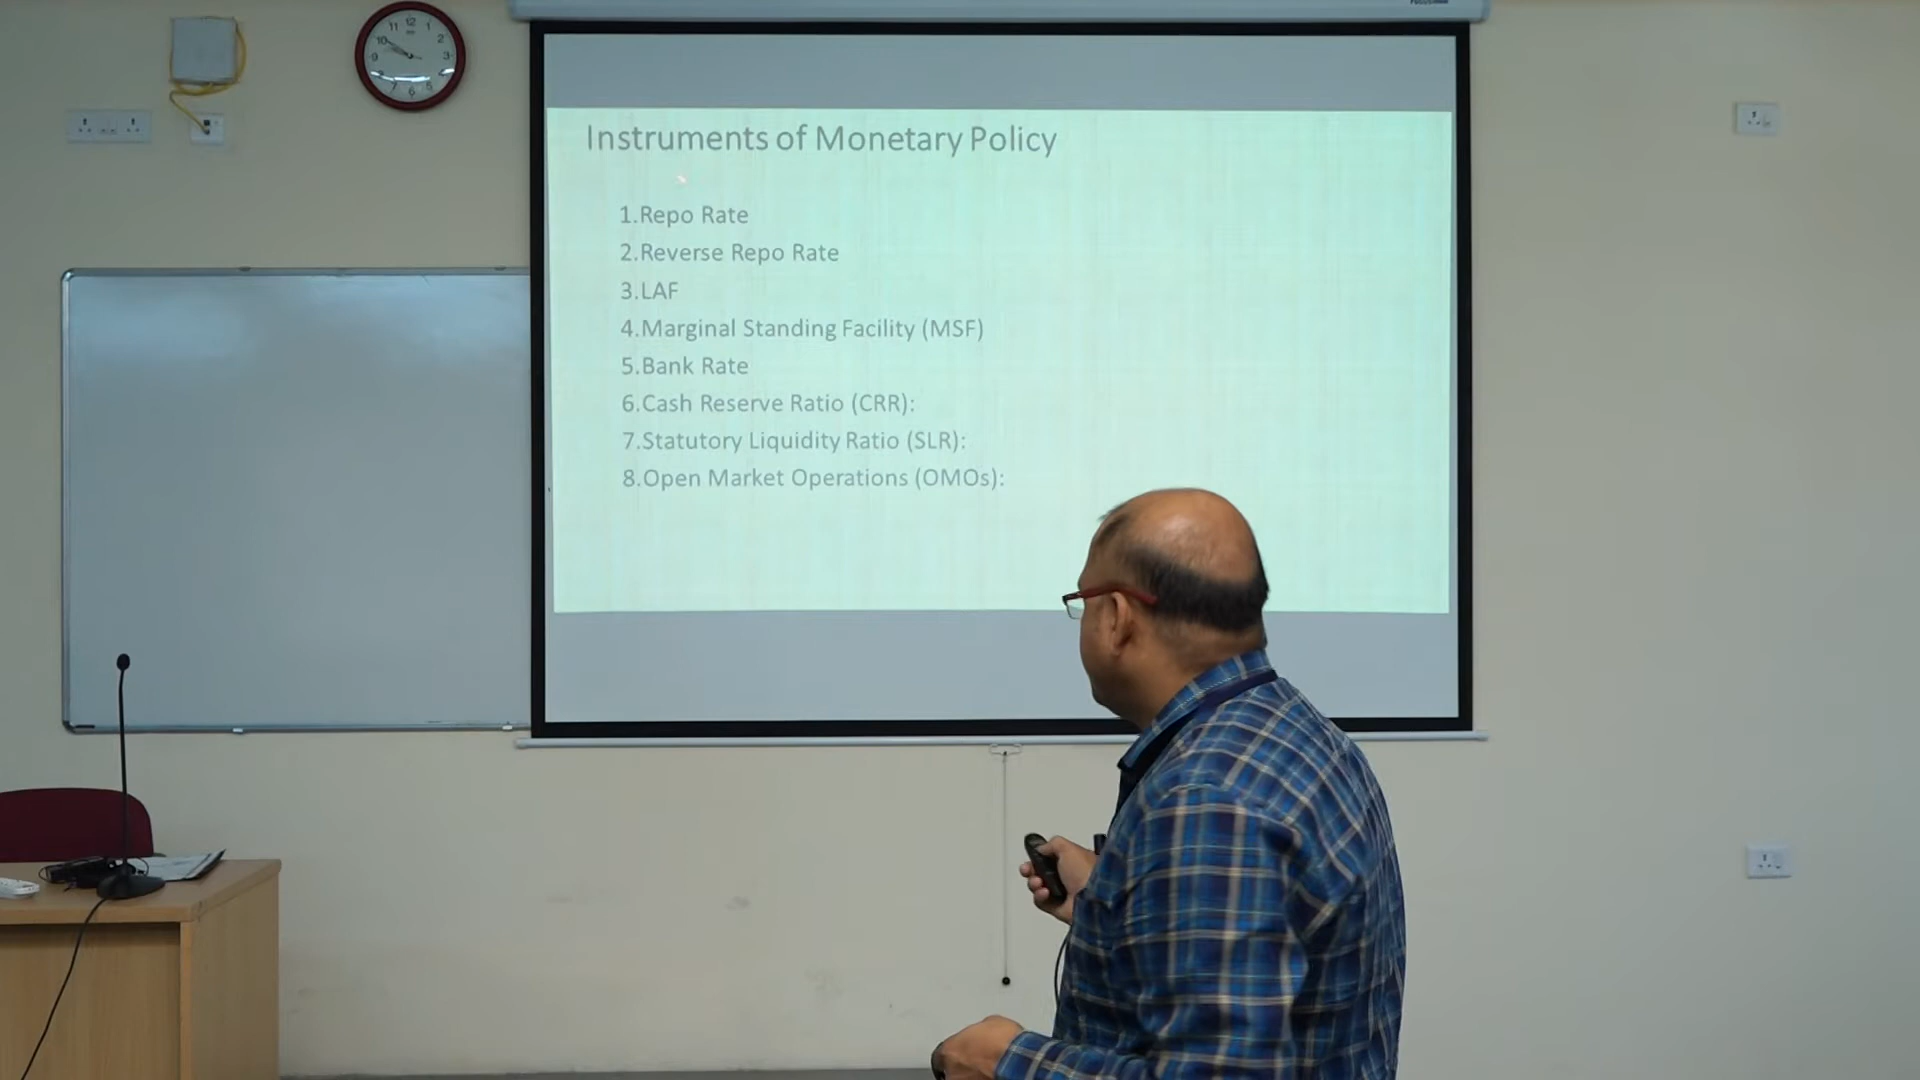 Instruments of Monetary Policy
1.Repo Rate
2.Reverse Repo Rate
3.LAF
4.Marginal Standing Facility (MSF)
5.Bank Rate
6.Cash Reserve Ratio (CRR):
7.Statutory Liquidity Ratio (SLR):
8.Open Market Operations (OMOs):